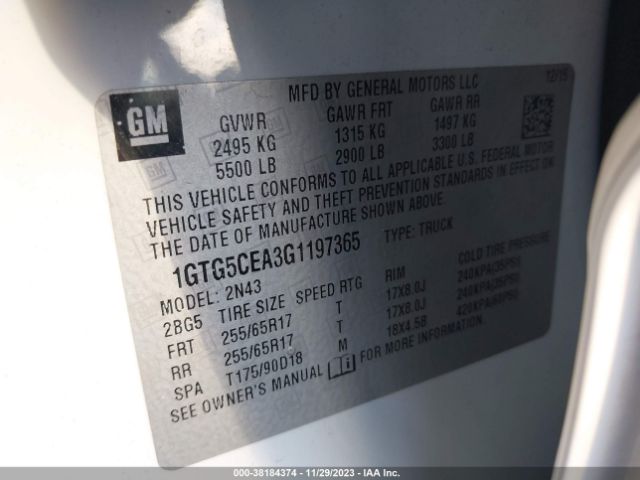 MFD BY GENERAL MOTORS LLC 12/15
GM
GVWR GAWR FRT GAWR RR
2495 KG 1315 KG 1497 KG
5500 LB 2900 LB 3300 LB
THIS VEHICLE CONFORMS TO ALL APPLICABLE U.S. FEDERAL MOTOR
VEHICLE SAFETY AND THEFT PREVENTION STANDARDS IN EFFECT ON
THE DATE OF MANUFACTURE SHOWN ABOVE.
1GTG5CEA3G1197365 TYPE: TRUCK
MODEL: 2N43
2BG5 TIRE SIZE SPEED RTG RIM COLD TIRE PRESSURE
FRT 255/65R17 T 17X8.0J 240KPA(35PSI)
RR 255/65R17 T 17X8.0J 240KPA(35PSI)
SPA T175/90D18 M 18X4.5B 420KPA(60PSI)
SEE OWNER'S MANUAL i FOR MORE INFORMATION.
000-38184374 - 11/29/2023 - IAA Inc.